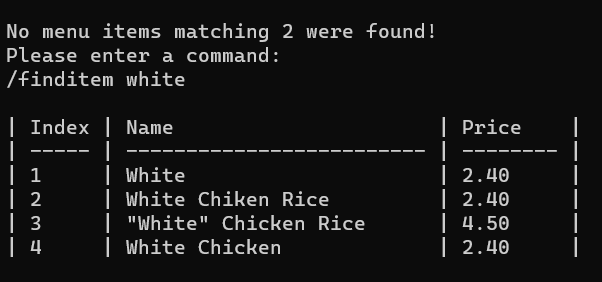 No menu items matching 2 were found!
Please enter a command:
/finditem white
| Index | Name                      | Price    |
| ----- | ------------------------- | -------- |
| 1     | White                     | 2.40     |
| 2     | White Chiken Rice         | 2.40     |
| 3     | "White" Chicken Rice      | 4.50     |
| 4     | White Chicken             | 2.40     |